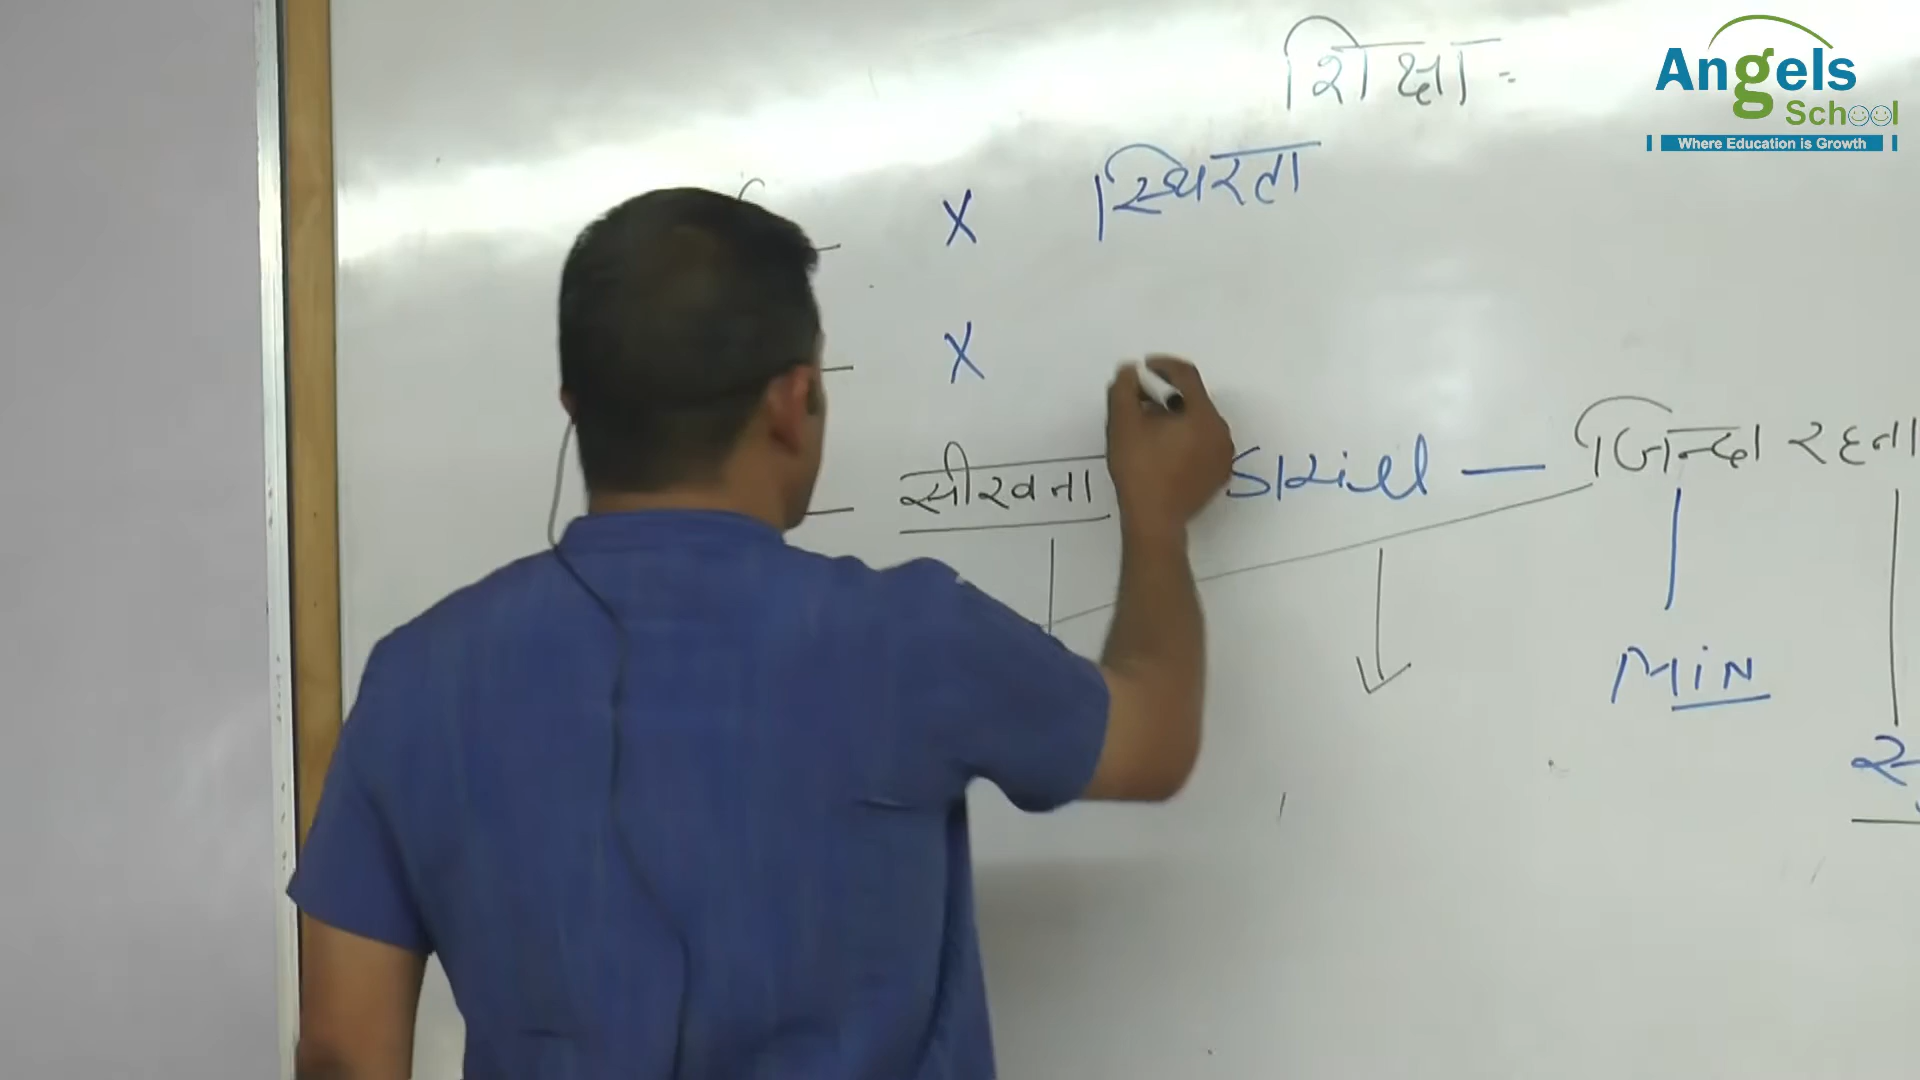 शिक्षा -
Angels
School
Where Education is Growth
X स्थिरता
X
सीखना Skill — जिन्दा रहना
MiN